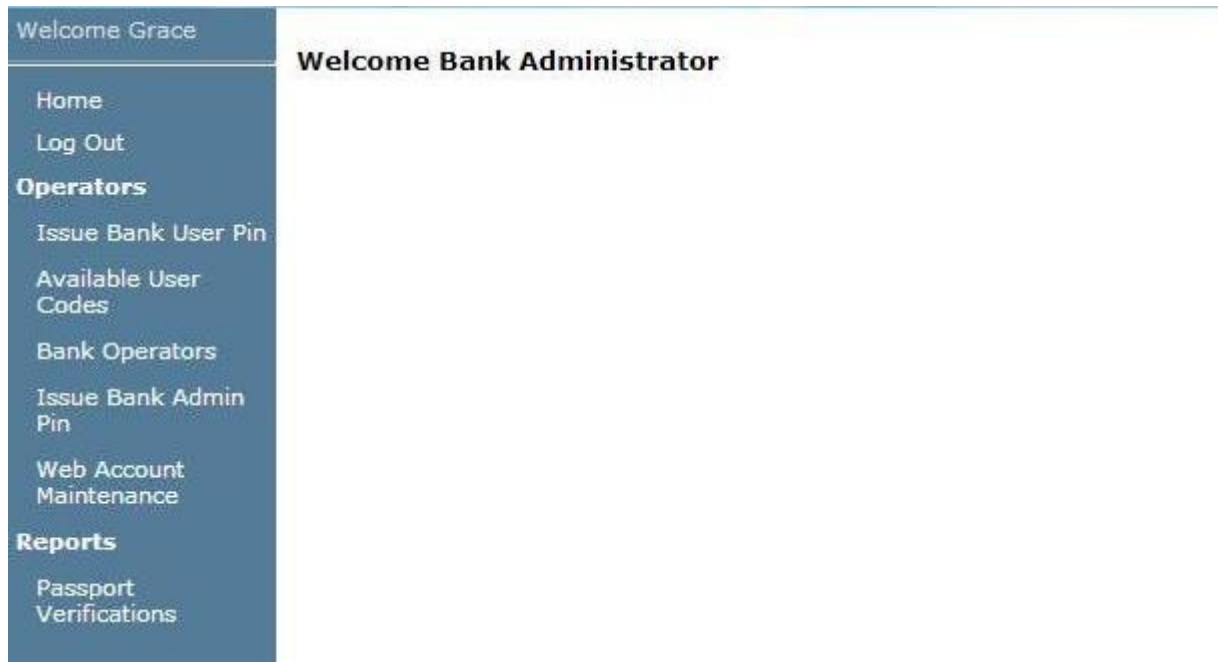 Welcome Grace
Welcome Bank Administrator
Home
Log Out
Operators
Issue Bank User Pin
Available User
Codes
Bank Operators
Issue Bank Admin
Pin
Web Account
Maintenance
Reports
Passport
Verifications